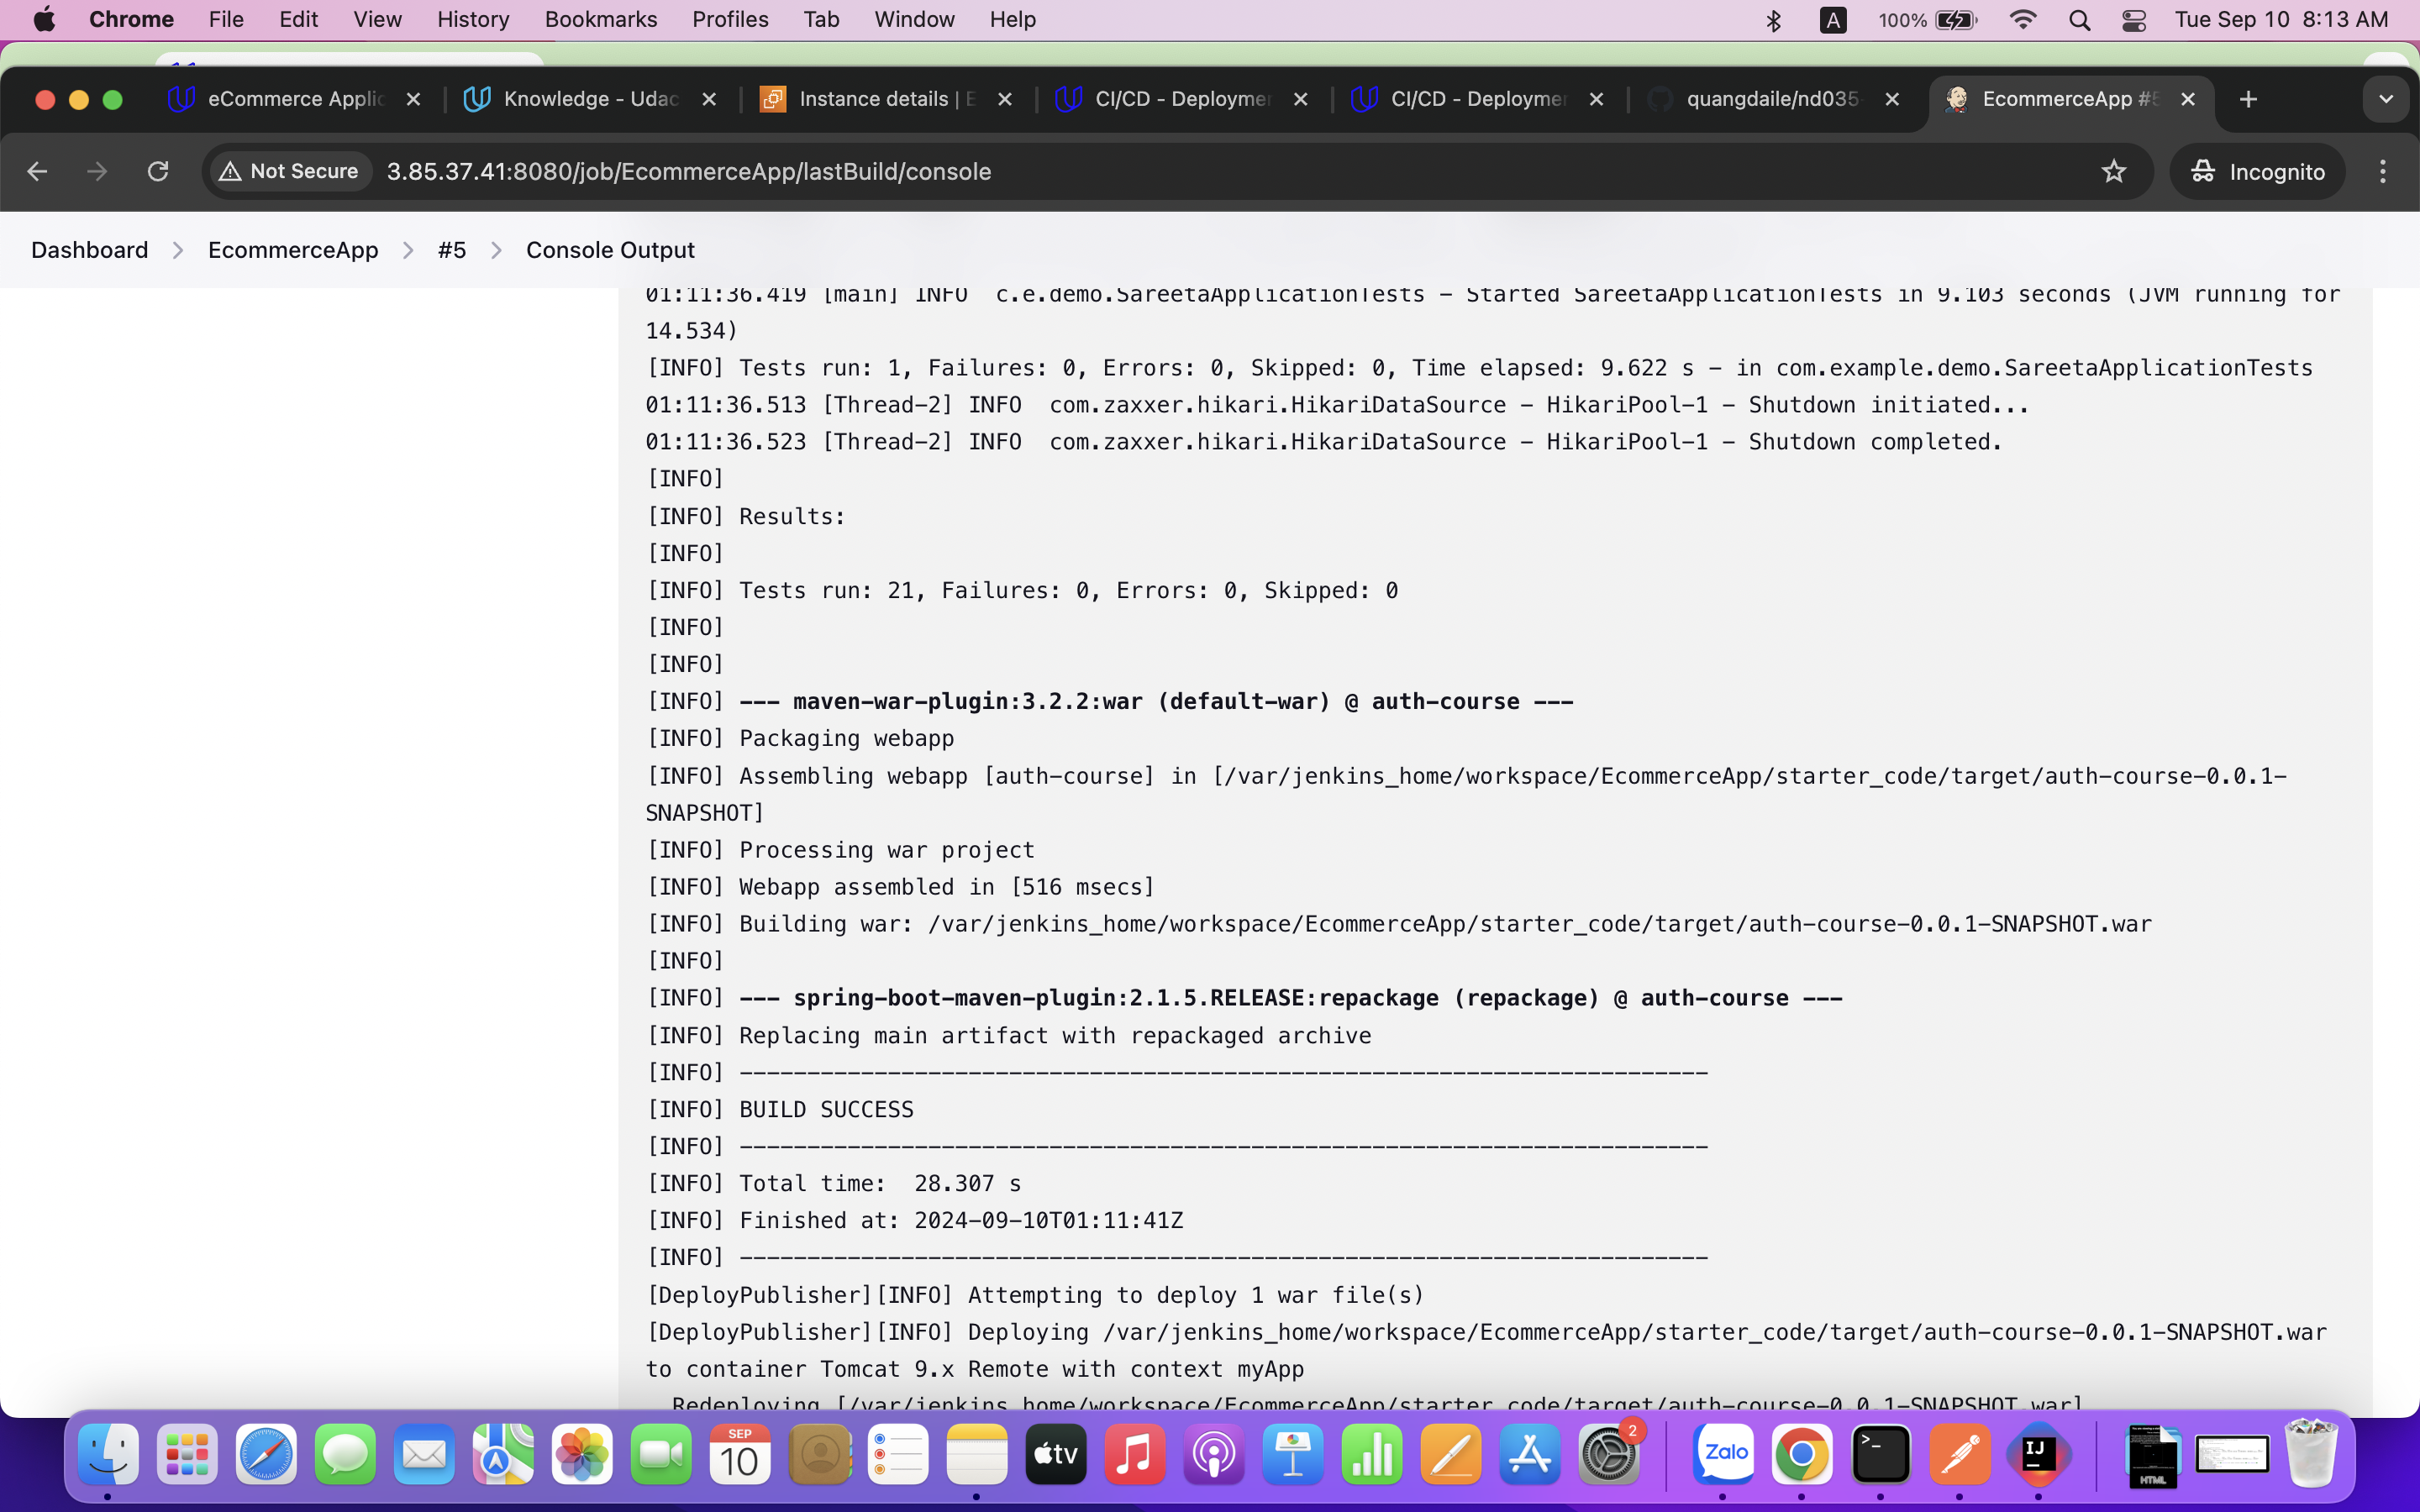 Chrome File Edit View History Bookmarks Profiles Tab Window Help A 100% Tue Sep 10 8:13 AM
eCommerce Applic Knowledge - Udac Instance details | E CI/CD - Deploymer CI/CD - Deploymer quangdaile/nd035- EcommerceApp #5
Not Secure 3.85.37.41:8080/job/EcommerceApp/lastBuild/console Incognito
Dashboard > EcommerceApp > #5 > Console Output
01:11:36.419 [main] INFO  c.e.demo.SareetaApplicationTests – Started SareetaApplicationTests in 9.103 seconds (JVM running for
14.534)
[INFO] Tests run: 1, Failures: 0, Errors: 0, Skipped: 0, Time elapsed: 9.622 s – in com.example.demo.SareetaApplicationTests
01:11:36.513 [Thread-2] INFO  com.zaxxer.hikari.HikariDataSource – HikariPool-1 – Shutdown initiated...
01:11:36.523 [Thread-2] INFO  com.zaxxer.hikari.HikariDataSource – HikariPool-1 – Shutdown completed.
[INFO]
[INFO] Results:
[INFO]
[INFO] Tests run: 21, Failures: 0, Errors: 0, Skipped: 0
[INFO]
[INFO]
[INFO] --- maven-war-plugin:3.2.2:war (default-war) @ auth-course ---
[INFO] Packaging webapp
[INFO] Assembling webapp [auth-course] in [/var/jenkins_home/workspace/EcommerceApp/starter_code/target/auth-course-0.0.1-
SNAPSHOT]
[INFO] Processing war project
[INFO] Webapp assembled in [516 msecs]
[INFO] Building war: /var/jenkins_home/workspace/EcommerceApp/starter_code/target/auth-course-0.0.1-SNAPSHOT.war
[INFO]
[INFO] --- spring-boot-maven-plugin:2.1.5.RELEASE:repackage (repackage) @ auth-course ---
[INFO] Replacing main artifact with repackaged archive
[INFO] ------------------------------------------------------------------------
[INFO] BUILD SUCCESS
[INFO] ------------------------------------------------------------------------
[INFO] Total time:  28.307 s
[INFO] Finished at: 2024-09-10T01:11:41Z
[INFO] ------------------------------------------------------------------------
[DeployPublisher][INFO] Attempting to deploy 1 war file(s)
[DeployPublisher][INFO] Deploying /var/jenkins_home/workspace/EcommerceApp/starter_code/target/auth-course-0.0.1-SNAPSHOT.war
to container Tomcat 9.x Remote with context myApp
Redeploying [/var/jenkins_home/workspace/EcommerceApp/starter_code/target/auth-course-0.0.1-SNAPSHOT.war]
SEP
10
tv
2
Zalo
>_
IJ
HTML